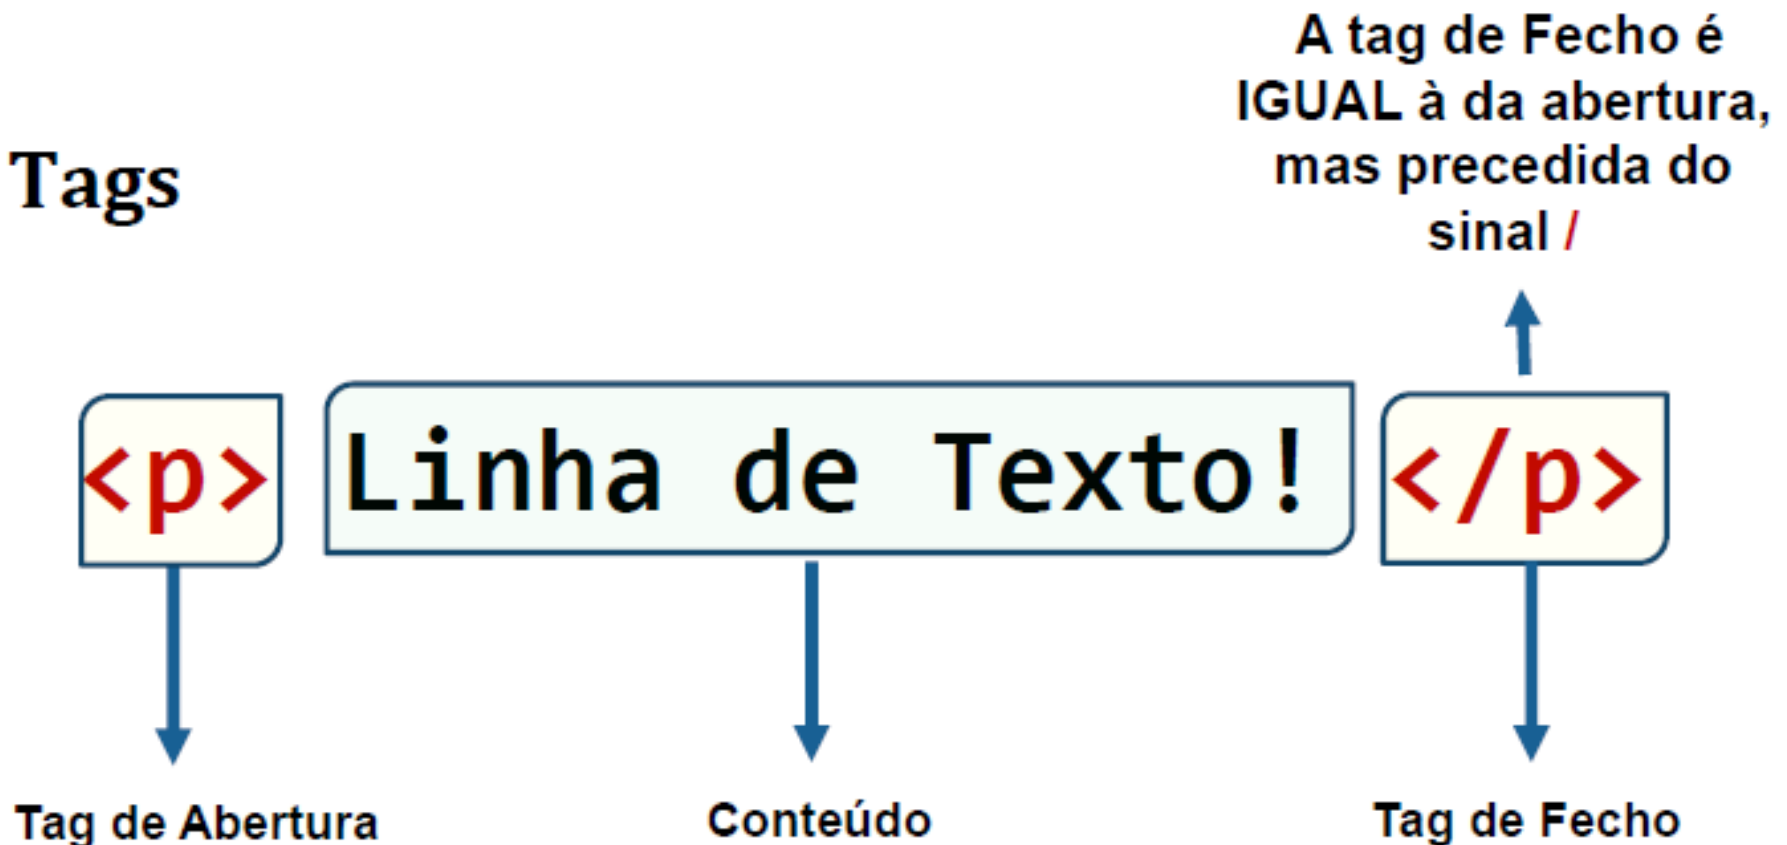 A tag de Fecho é
IGUAL à da abertura,
mas precedida do
sinal /
Tags
<p> Linha de Texto! </p>
Tag de Abertura
Conteúdo
Tag de Fecho